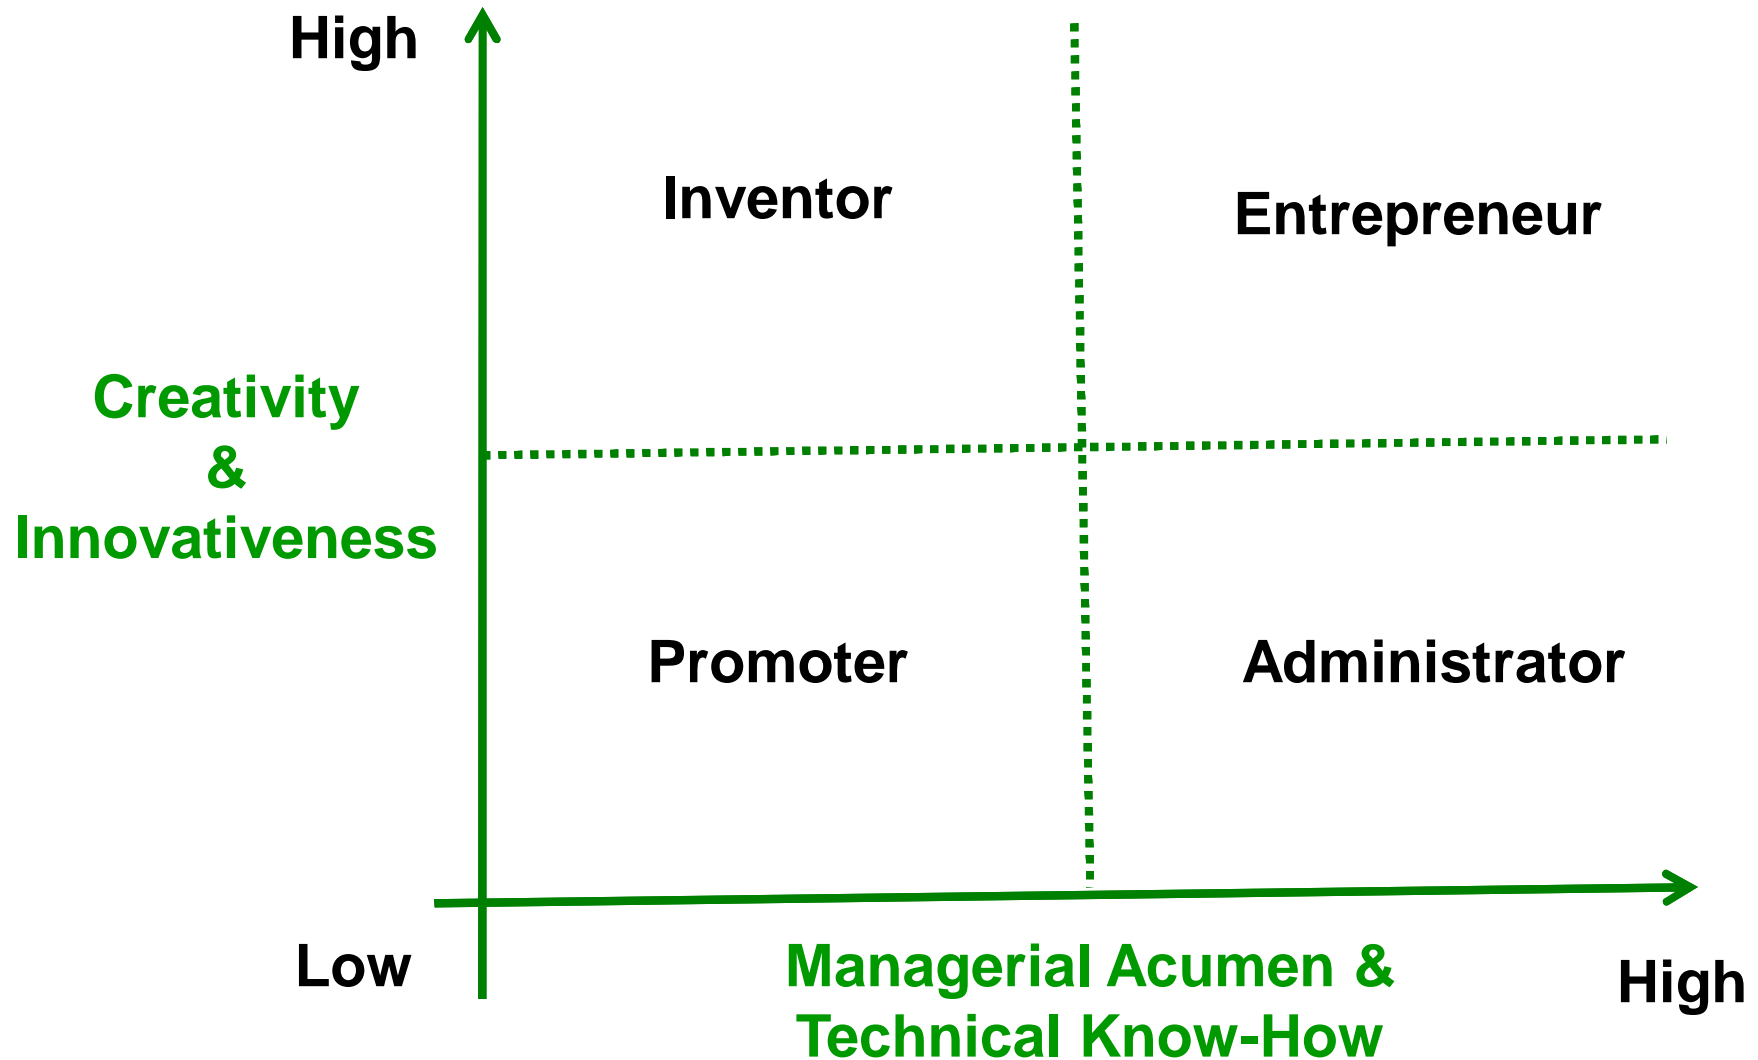 High
Inventor
Entrepreneur
Creativity
&
Innovativeness
Promoter
Administrator
Low
Managerial Acumen &
Technical Know-How
High